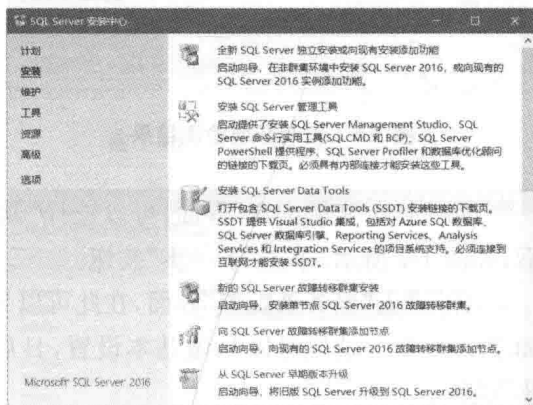 SQL Server 安装中心
计划
安装
维护
工具
资源
高级
选项
Microsoft SQL Server 2016
全新 SQL Server 独立安装或向现有安装添加功能
启动向导，在非群集环境中安装 SQL Server 2016，或向现有的
SQL Server 2016 实例添加功能。
安装 SQL Server 管理工具
启动提供了安装 SQL Server Management Studio、SQL
Server 命令行实用工具(SQLCMD 和 BCP)、SQL Server
PowerShell 提供程序、SQL Server Profiler 和数据库优化顾问
的链接的下载页。必须具有内部连接才能安装这些工具。
安装 SQL Server Data Tools
打开包含 SQL Server Data Tools (SSDT) 安装链接的下载页。
SSDT 提供 Visual Studio 集成，包括对 Azure SQL 数据库、
SQL Server 数据库引擎、Reporting Services、Analysis
Services 和 Integration Services 的项目系统支持。必须连接到
互联网才能安装 SSDT。
新的 SQL Server 故障转移群集安装
启动向导，安装单节点 SQL Server 2016 故障转移群集。
向 SQL Server 故障转移群集添加节点
启动向导，向现有的 SQL Server 2016 故障转移群集添加节点。
从 SQL Server 早期版本升级
启动向导，将旧版 SQL Server 升级到 SQL Server 2016。